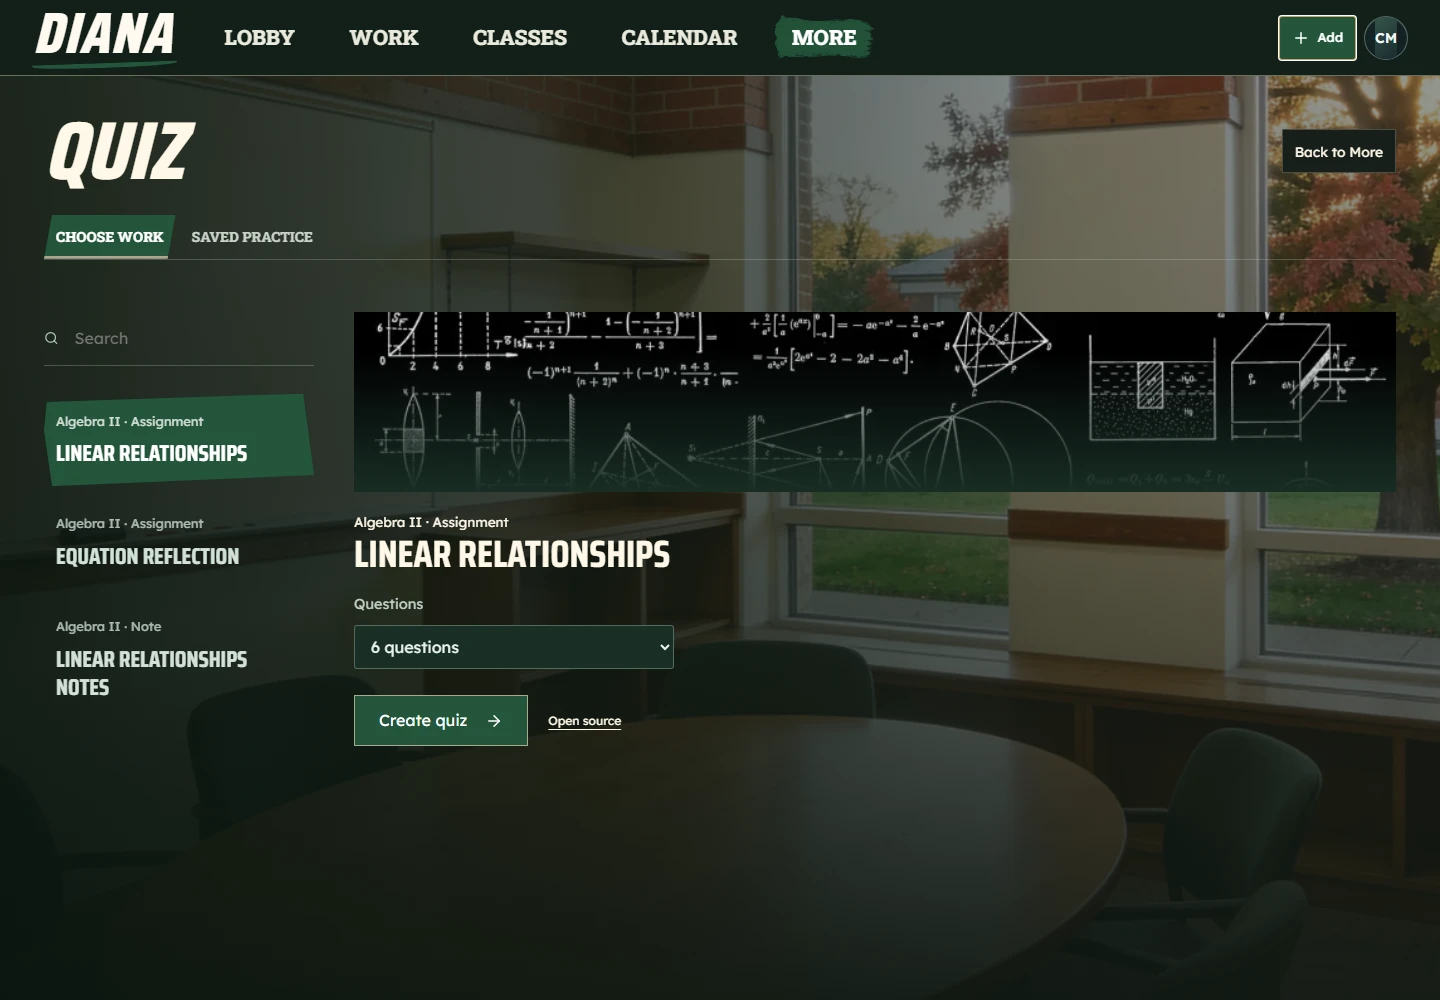 DIANA
LOBBY
WORK
CLASSES
CALENDAR
MORE
Add
CM
QUIZ
Back to More
CHOOSE WORK
SAVED PRACTICE
Search
Algebra II · Assignment
LINEAR RELATIONSHIPS
Algebra II · Assignment
EQUATION REFLECTION
Algebra II · Note
LINEAR RELATIONSHIPS
NOTES
Algebra II · Assignment
LINEAR RELATIONSHIPS
Questions
6 questions
Create quiz
Open source